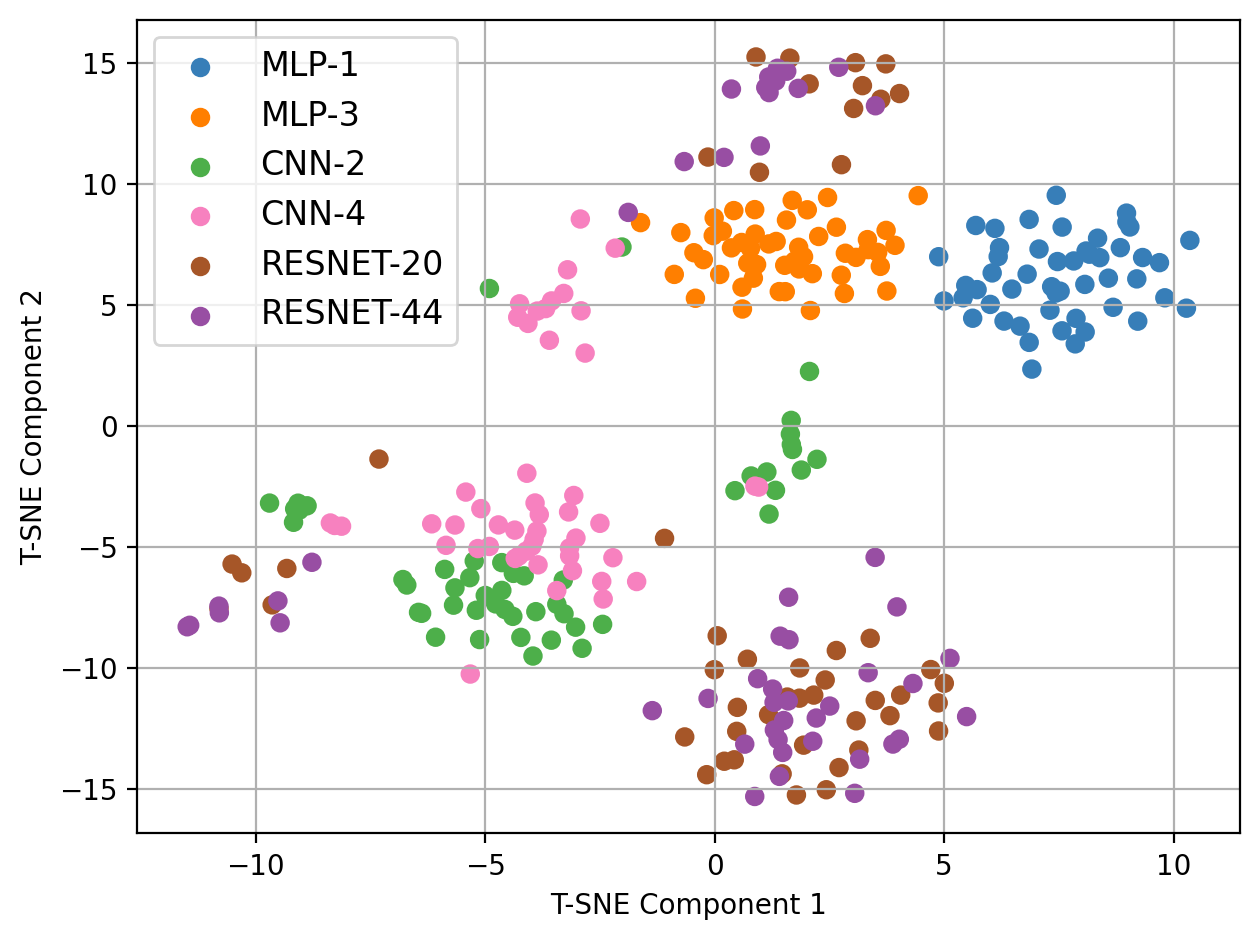 MLP-1
MLP-3
CNN-2
CNN-4
RESNET-20
RESNET-44
15
10
5
0
−5
−10
−15
T-SNE Component 2
−10 −5 0 5 10
T-SNE Component 1